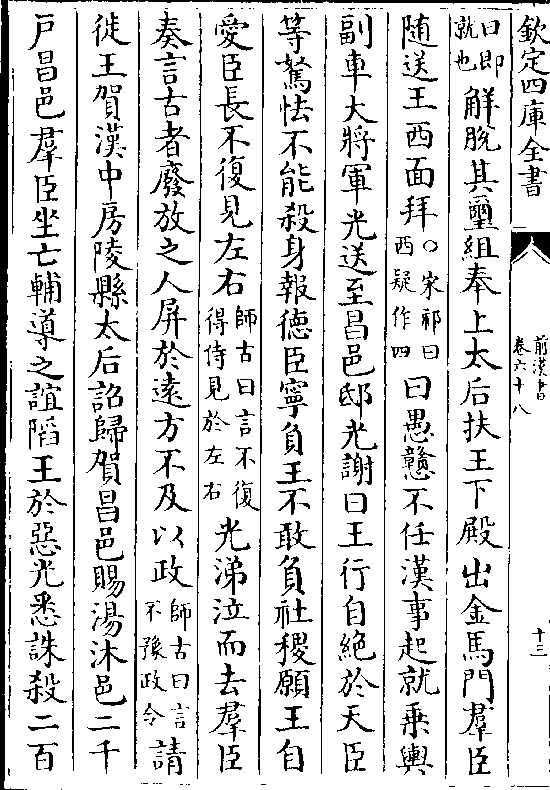 欽定四庫全書
前漢書
卷六十八
十三
曰即
就也
解脫其璽組奉上太后扶王下殿出金馬門羣臣
隨送王西面拜
○宋祁曰
西疑作四
曰愚戇不任漢事起就乗輿
副車大將軍光送至昌邑邸光謝曰王行自絶於天臣
等駑怯不能殺身報德臣寧負王不敢負社稷願王自
愛臣長不復見左右
師古曰言不復
得侍見於左右
光涕泣而去羣臣
奏言古者廢放之人屏於遠方不及以政
師古曰言
不豫政令
請
徙王賀漢中房陵縣太后詔歸賀昌邑賜湯沐邑二千
戸昌邑羣臣坐亡輔導之誼陷王於惡光悉誅殺二百